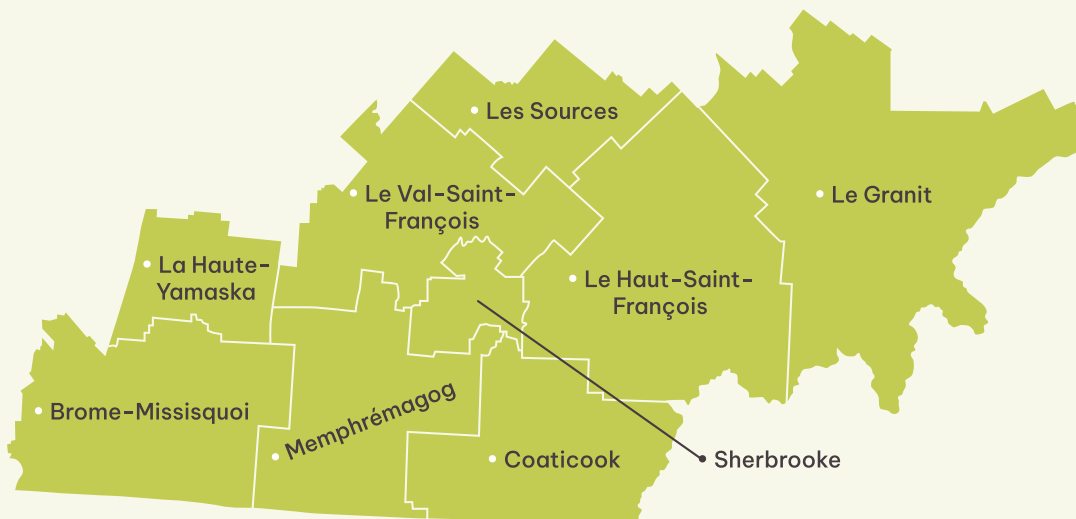 Les Sources
Le Val-Saint-
François
Le Granit
La Haute-
Yamaska
Le Haut-Saint-
François
Brome-Missisquoi
Memphrémagog
Coaticook
Sherbrooke